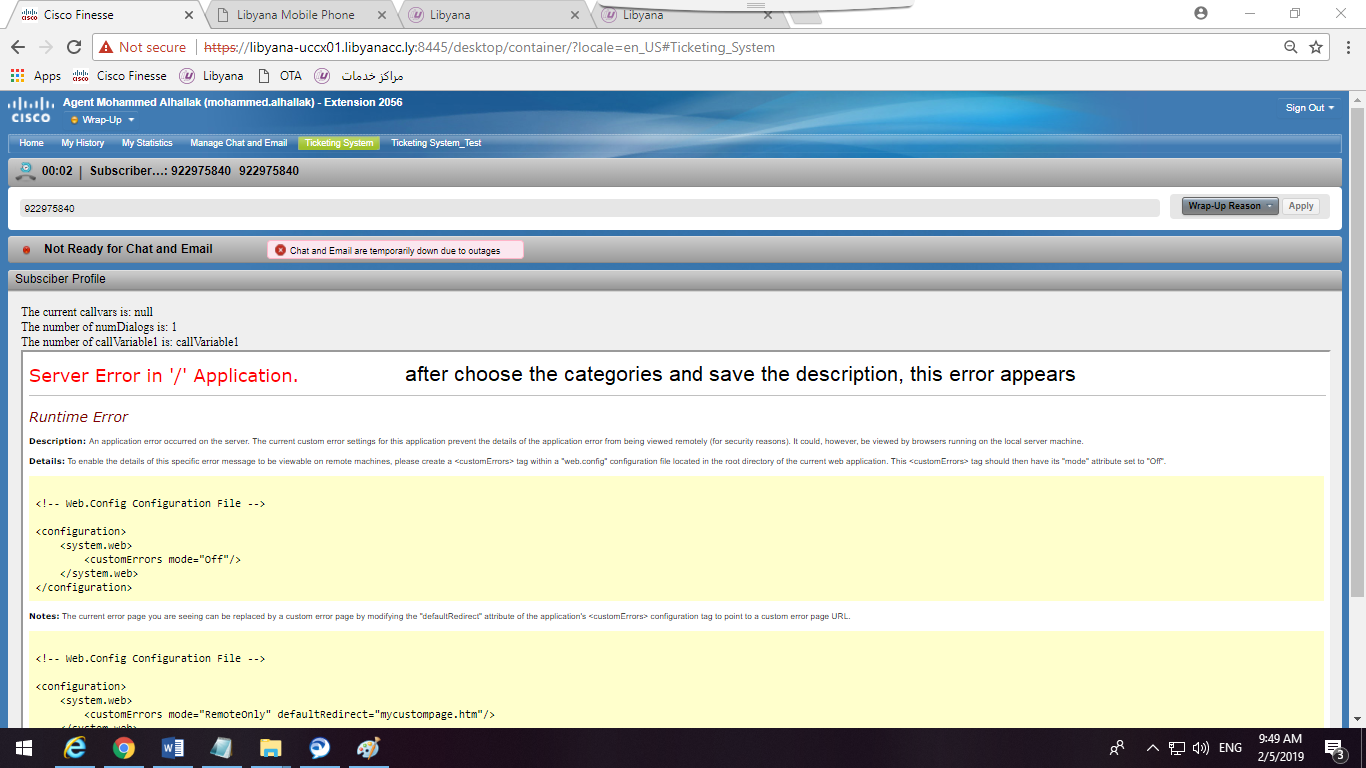 Cisco Finesse
Libyana Mobile Phone
Libyana
Libyana
Not secure https://libyana-uccx01.libyanacc.ly:8445/desktop/container/?locale=en_US#Ticketing_System
Apps Cisco Finesse Libyana OTA مراكز خدمات
Agent Mohammed Alhallak (mohammed.alhallak) - Extension 2056
CISCO
Wrap-Up
Sign Out
Home My History My Statistics Manage Chat and Email Ticketing System Ticketing System_Test
00:02 | Subscriber...: 922975840 922975840
922975840
Wrap-Up Reason Apply
Not Ready for Chat and Email Chat and Email are temporarily down due to outages
Subsciber Profile
The current callvars is: null
The number of numDialogs is: 1
The number of callVariable1 is: callVariable1
Server Error in '/' Application.
after choose the categories and save the description, this error appears
Runtime Error
Description: An application error occurred on the server. The current custom error settings for this application prevent the details of the application error from being viewed remotely (for security reasons). It could, however, be viewed by browsers running on the local server machine.
Details: To enable the details of this specific error message to be viewable on remote machines, please create a <customErrors> tag within a "web.config" configuration file located in the root directory of the current web application. This <customErrors> tag should then have its "mode" attribute set to "Off".
<!-- Web.Config Configuration File -->
<configuration>
<system.web>
<customErrors mode="Off"/>
</system.web>
</configuration>
Notes: The current error page you are seeing can be replaced by a custom error page by modifying the "defaultRedirect" attribute of the application's <customErrors> configuration tag to point to a custom error page URL.
<!-- Web.Config Configuration File -->
<configuration>
<system.web>
<customErrors mode="RemoteOnly" defaultRedirect="mycustompage.htm"/>
</system.web>
ENG
9:49 AM
2/5/2019
3